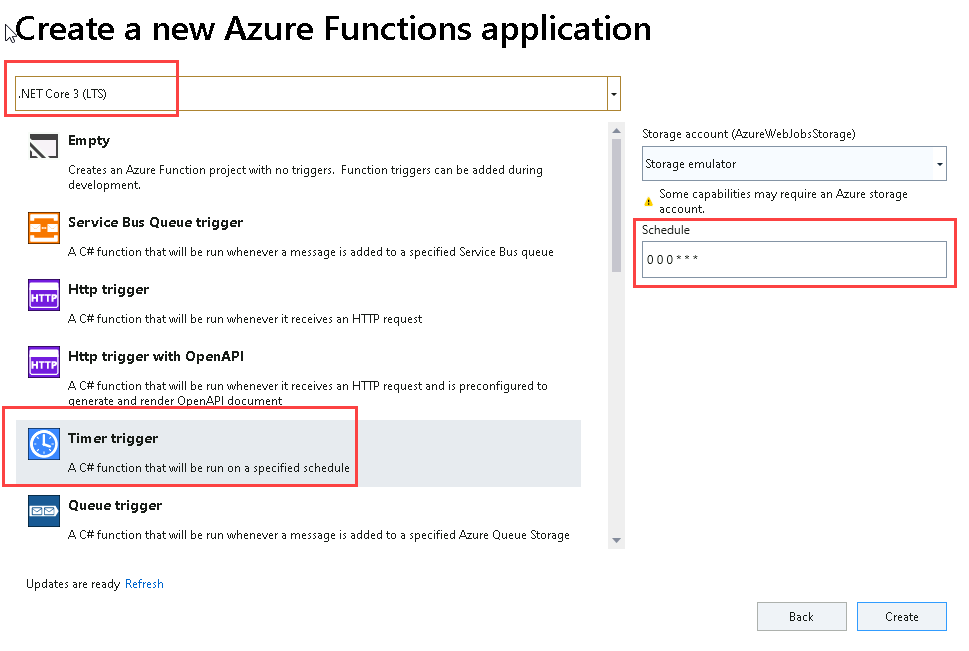 Create a new Azure Functions application
.NET Core 3 (LTS)
Empty
Creates an Azure Function project with no triggers.  Function triggers can be added during
development.
Service Bus Queue trigger
A C# function that will be run whenever a message is added to a specified Service Bus queue
Http trigger
A C# function that will be run whenever it receives an HTTP request
Http trigger with OpenAPI
A C# function that will be run whenever it receives an HTTP request and is preconfigured to
generate and render OpenAPI document
Timer trigger
A C# function that will be run on a specified schedule
Queue trigger
A C# function that will be run whenever a message is added to a specified Azure Queue Storage
Storage account (AzureWebJobsStorage)
Storage emulator
Some capabilities may require an Azure storage
account.
Schedule
0 0 0 * * *
HTTP
HTTP
Updates are ready Refresh
Back
Create